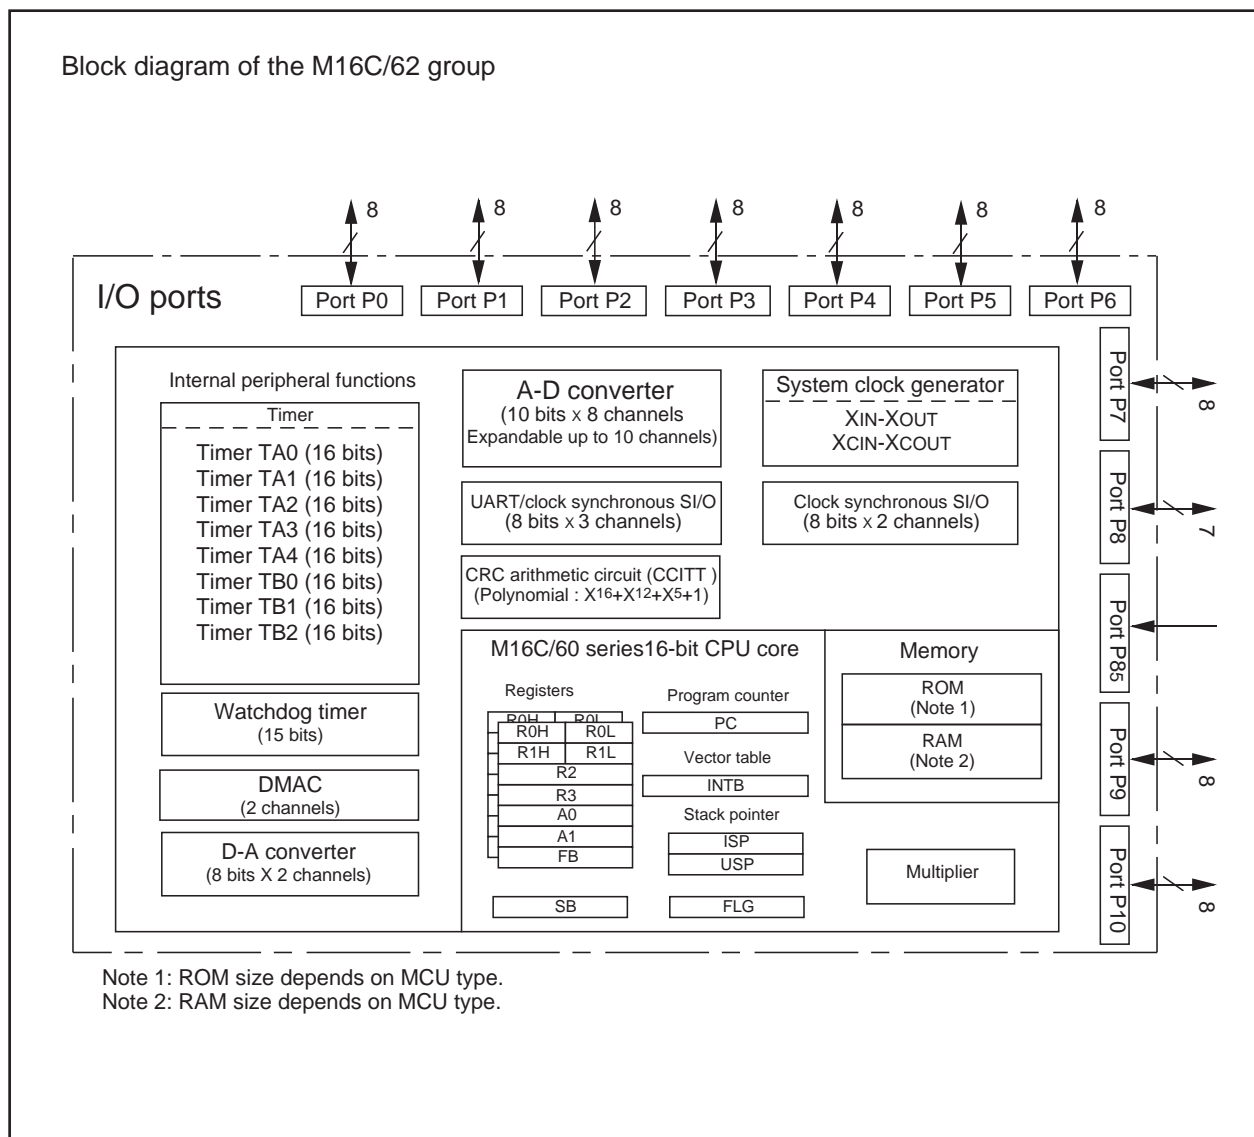 Block diagram of the M16C/62 group
8 8 8 8 8 8 8
I/O ports
Port P0 Port P1 Port P2 Port P3 Port P4 Port P5 Port P6
Port P7
8
Port P8
7
Port P85
Port P9
8
Port P10
8
Internal peripheral functions
Timer
Timer TA0 (16 bits)
Timer TA1 (16 bits)
Timer TA2 (16 bits)
Timer TA3 (16 bits)
Timer TA4 (16 bits)
Timer TB0 (16 bits)
Timer TB1 (16 bits)
Timer TB2 (16 bits)
Watchdog timer
(15 bits)
DMAC
(2 channels)
D-A converter
(8 bits X 2 channels)
A-D converter
(10 bits x 8 channels
Expandable up to 10 channels)
UART/clock synchronous SI/O
(8 bits x 3 channels)
CRC arithmetic circuit (CCITT )
(Polynomial : X16+X12+X5+1)
System clock generator
XIN-XOUT
XCIN-XCOUT
Clock synchronous SI/O
(8 bits x 2 channels)
M16C/60 series16-bit CPU core
Registers
R0H R0L
R0H R0L
R1H R1L
R2
R3
A0
A1
FB
SB
Program counter
PC
Vector table
INTB
Stack pointer
ISP
USP
FLG
Memory
ROM
(Note 1)
RAM
(Note 2)
Multiplier
Note 1: ROM size depends on MCU type.
Note 2: RAM size depends on MCU type.